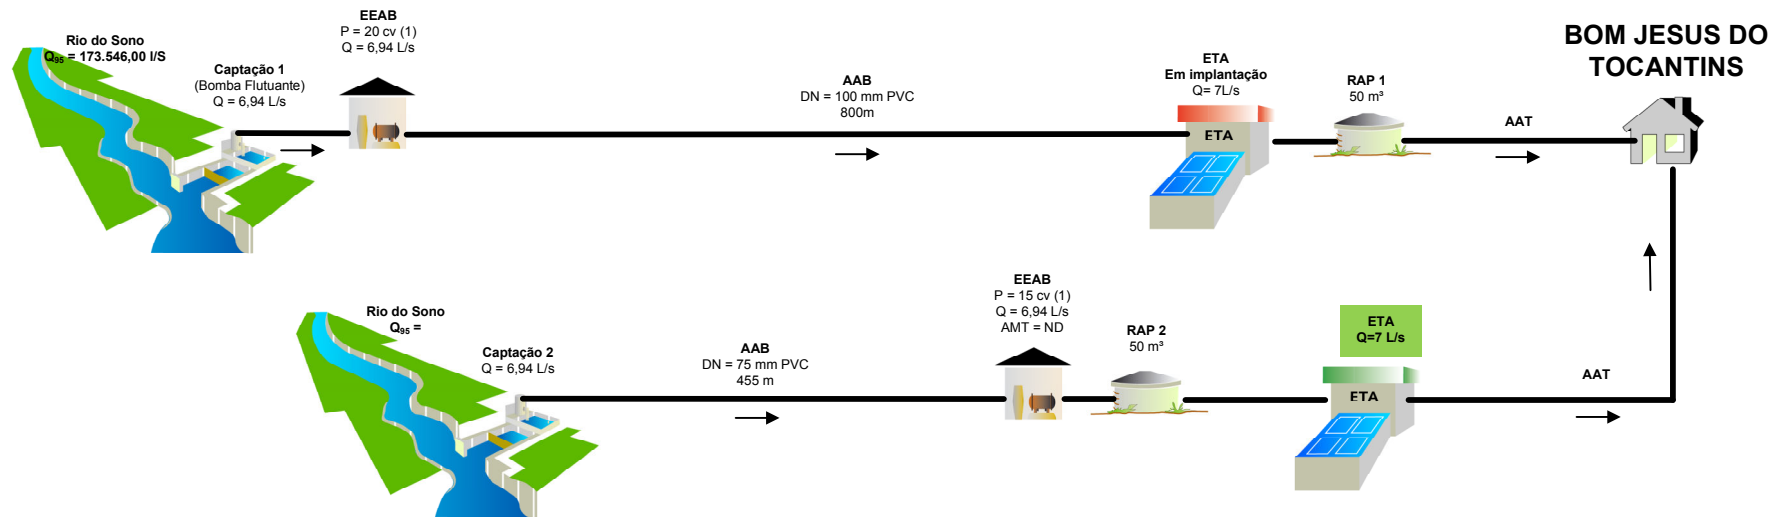 Rio do Sono
Q95 = 173.546,00 l/S
Captação 1
(Bomba Flutuante)
Q = 6,94 L/s
EEAB
P = 20 cv (1)
Q = 6,94 L/s
AAB
DN = 100 mm PVC
800m
ETA
Em implantação
Q= 7L/s
ETA
RAP 1
50 m³
AAT
BOM JESUS DO
TOCANTINS
Rio do Sono
Q95 =
Captação 2
Q = 6,94 L/s
AAB
DN = 75 mm PVC
455 m
EEAB
P = 15 cv (1)
Q = 6,94 L/s
AMT = ND
RAP 2
50 m³
ETA
Q=7 L/s
ETA
AAT